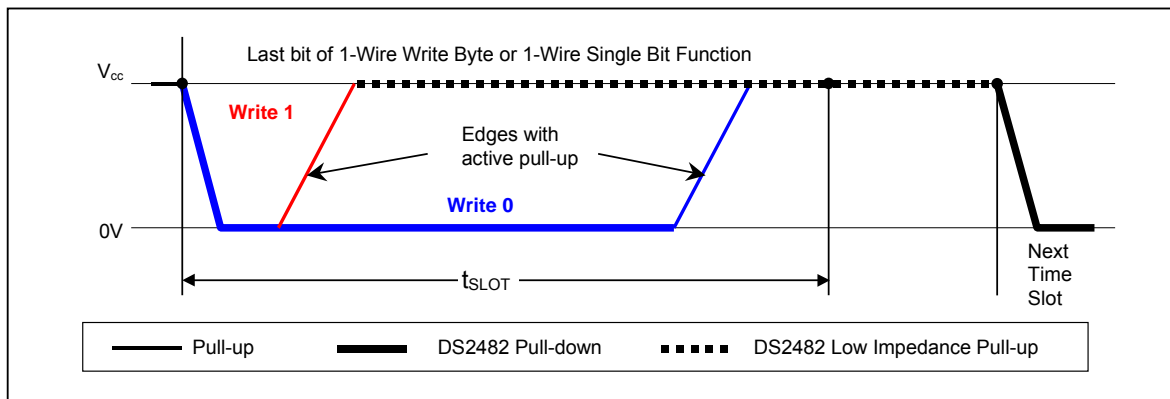 Last bit of 1-Wire Write Byte or 1-Wire Single Bit Function
Vcc
Write 1
Edges with
active pull-up
Write 0
0V
tSLOT
Next
Time
Slot
Pull-up
DS2482 Pull-down
DS2482 Low Impedance Pull-up